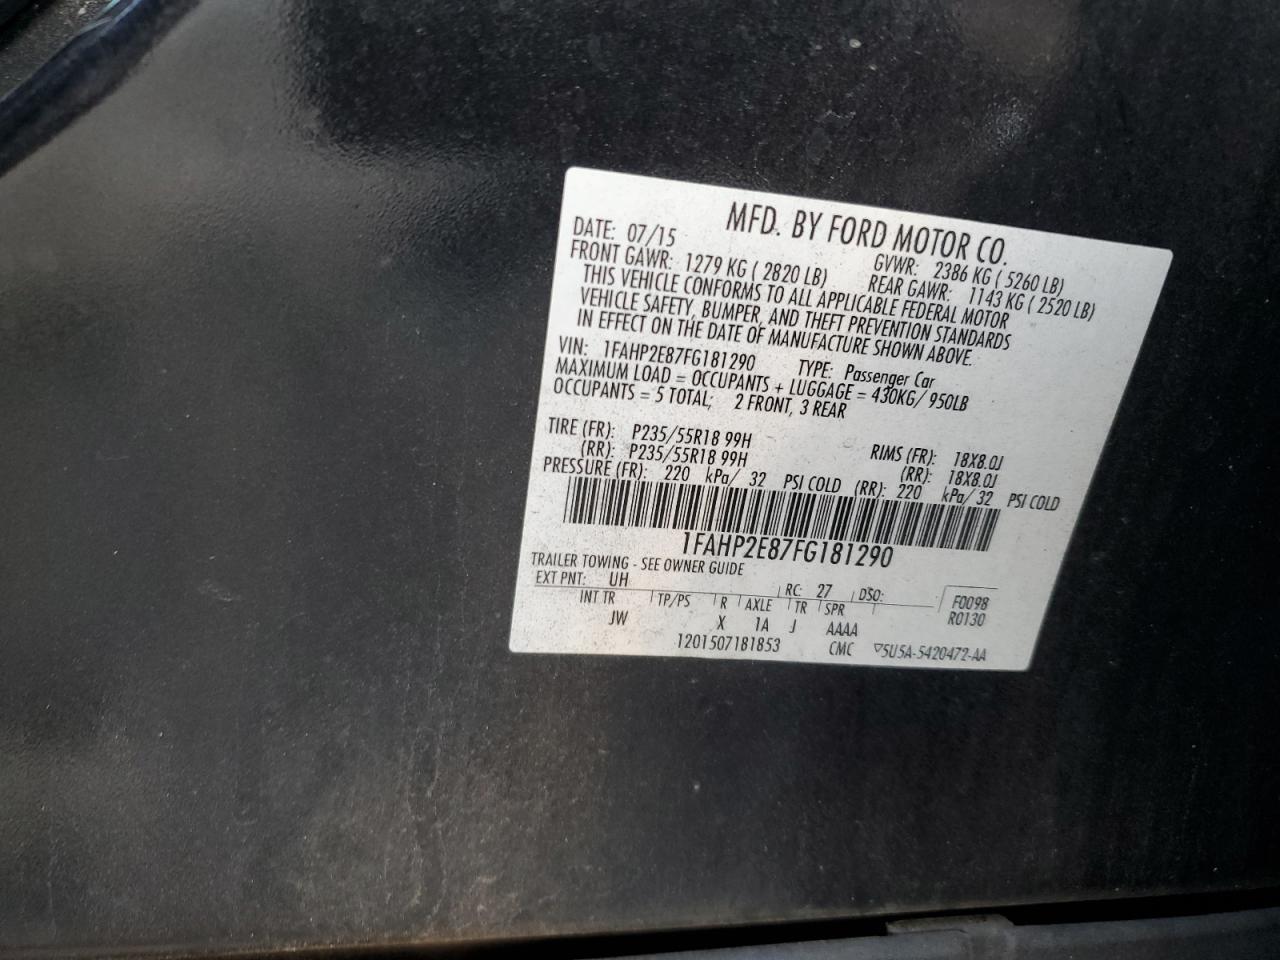 MFD. BY FORD MOTOR CO.
DATE: 07/15 GVWR: 2386 KG ( 5260 LB)
FRONT GAWR: 1279 KG ( 2820 LB) REAR GAWR: 1143 KG ( 2520 LB)
THIS VEHICLE CONFORMS TO ALL APPLICABLE FEDERAL MOTOR
VEHICLE SAFETY, BUMPER, AND THEFT PREVENTION STANDARDS
IN EFFECT ON THE DATE OF MANUFACTURE SHOWN ABOVE.
VIN: 1FAHP2E87FG181290 TYPE: Passenger Car
MAXIMUM LOAD = OCCUPANTS + LUGGAGE = 430KG/ 950LB
OCCUPANTS = 5 TOTAL; 2 FRONT, 3 REAR
TIRE (FR): P235/55R18 99H RIMS (FR): 18X8.0J
(RR): P235/55R18 99H (RR): 18X8.0J
PRESSURE (FR): 220 kPa/ 32 PSI COLD (RR): 220 kPa/ 32 PSI COLD
1FAHP2E87FG181290
TRAILER TOWING - SEE OWNER GUIDE
EXT PNT: UH RC: 27 DSO: F0098
INT TR TP/PS R AXLE TR SPR R0130
JW X 1A J AAAA
1201507181853 CMC ▽5U5A-5420472-AA